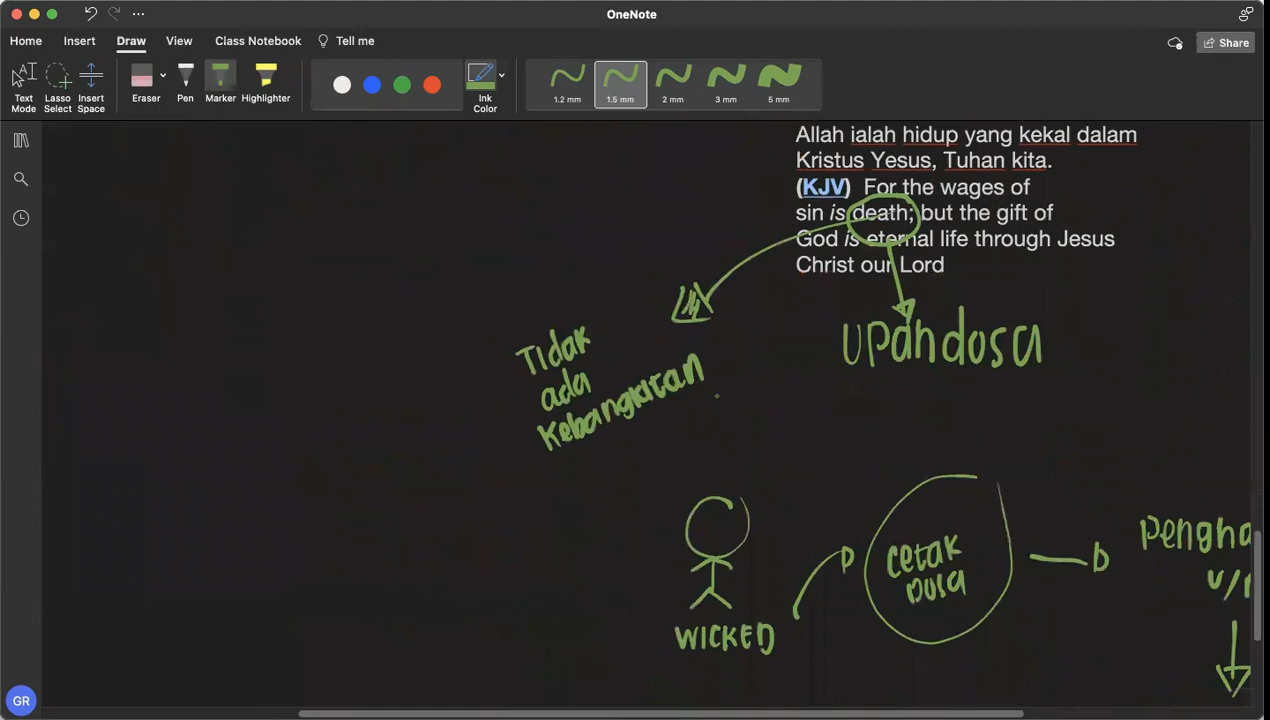 OneNote
Home Insert Draw View Class Notebook Tell me
Share
Text Mode
Lasso Select
Insert Space
Eraser
Pen
Marker
Highlighter
Ink Color
1.2 mm
1.5 mm
2 mm
3 mm
5 mm
Allah ialah hidup yang kekal dalam
Kristus Yesus, Tuhan kita.
(KJV) For the wages of
sin is death; but the gift of
God is eternal life through Jesus
Christ our Lord
upah dosa
Tidak
ada
Kebangkitan
cetak
WICKED
GR